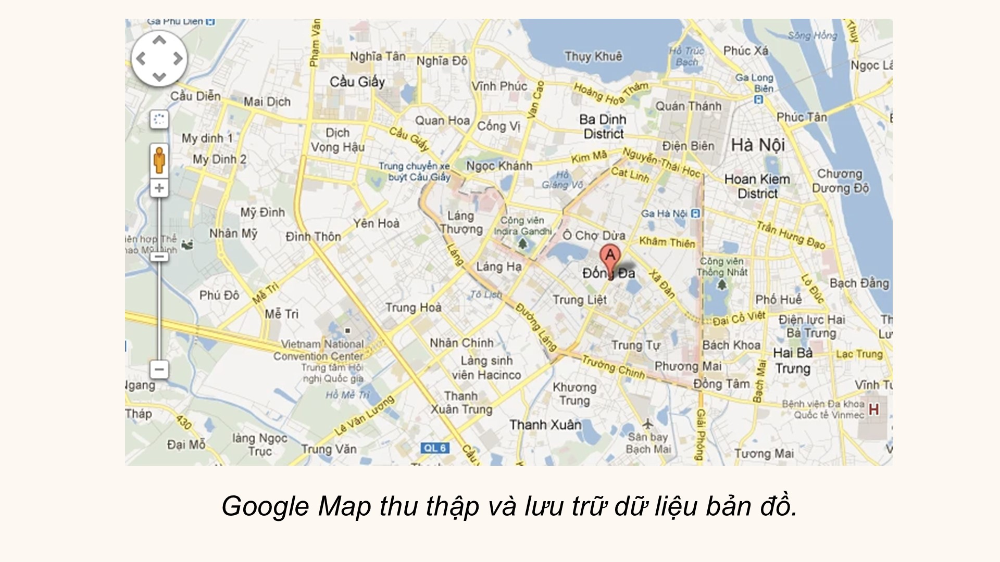 Ga Phú Diễn
Phạm Văn
Nghĩa Tân
Nghĩa Đô
Thụy Khuê
Hồ Trúc
Bạch
Phúc Xá
Sông Hồng
Thụy
Ngọc Lâ
Cầu Giấy
Vĩnh Phúc
Văn Cao
Hoàng Hoa Thám
Ga Long
Biên
Cầu Diễn
Mai Dịch
Quan Hoa
Cống Vị
Quán Thánh
Phúc Tân
Ba Dinh
District
My dinh 1
Dịch
Vọng Hậu
Cầu Giấy
Điện Biên
Hà Nội
My Dinh 2
Trung chuyển xe
buýt Cầu Giấy
Ngọc Khánh
Kim Mã
Nguyễn Thái Học
Cat Linh
Hồ
Giảng Võ
Hoan Kiem
District
Chương
Dương Độ
Mỹ Đình
Yên Hoà
Láng
Thượng
Công viên
Indira Gandhi
Ga Hà Nội
Nhân Mỹ
Đình Thôn
Ô Chợ Dừa
Khâm Thiên
Trần Hưng Đạo
iên hợp Thể
hao Mỹ Đình
Láng
Láng Hạ
A
Đống Đa
Xã Đàn
Công viên
Thống Nhất
Lò Đúc
Bạch Đằng
Phú Đô
Mễ Trì
Tô Lịch
Trung Liệt
Phố Huế
Mễ Trì
Trung Hoà
Đường Láng
Đại Cồ Việt
Điện lực Hai
Bà Trưng
Th
Lư
Vietnam National
Convention Center
Trung tâm Hội
nghị Quốc gia
Nhân Chính
Trung Tự
Bách Khoa
Hai Bà
Trưng
Lạc Trung
Làng sinh
viên Hacinco
Trường Chinh
Phương Mai
Bạch Mai
Ngang
Hồ Mễ Trì
Khương
Trung
Đồng Tâm
Vĩnh Tu
Thanh
Xuân Trung
Bệnh viện Đa khoa
Quốc tế Vinmec
H
Tháp
430
Lê Văn Lương
Thanh Xuân
Giải Phóng
Sân bay
Bạch Mai
Đại Mỗ
làng Ngọc
Trục
Trung Văn
QL 6
Cầu
Tương Mai
Google Map thu thập và lưu trữ dữ liệu bản đồ.